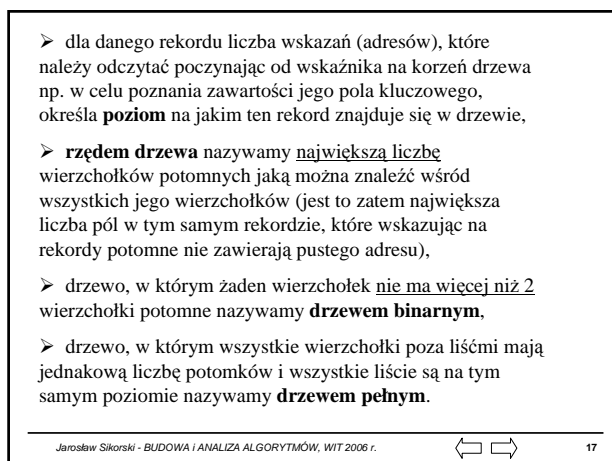 ➢ dla danego rekordu liczba wskazań (adresów), które
należy odczytać poczynając od wskaźnika na korzeń drzewa
np. w celu poznania zawartości jego pola kluczowego,
określa poziom na jakim ten rekord znajduje się w drzewie,
➢ rzędem drzewa nazywamy największą liczbę
wierzchołków potomnych jaką można znaleźć wśród
wszystkich jego wierzchołków (jest to zatem największa
liczba pól w tym samym rekordzie, które wskazując na
rekordy potomne nie zawierają pustego adresu),
➢ drzewo, w którym żaden wierzchołek nie ma więcej niż 2
wierzchołki potomne nazywamy drzewem binarnym,
➢ drzewo, w którym wszystkie wierzchołki poza liśćmi mają
jednakową liczbę potomków i wszystkie liście są na tym
samym poziomie nazywamy drzewem pełnym.
Jarosław Sikorski - BUDOWA i ANALIZA ALGORYTMÓW, WIT 2006 r. 17